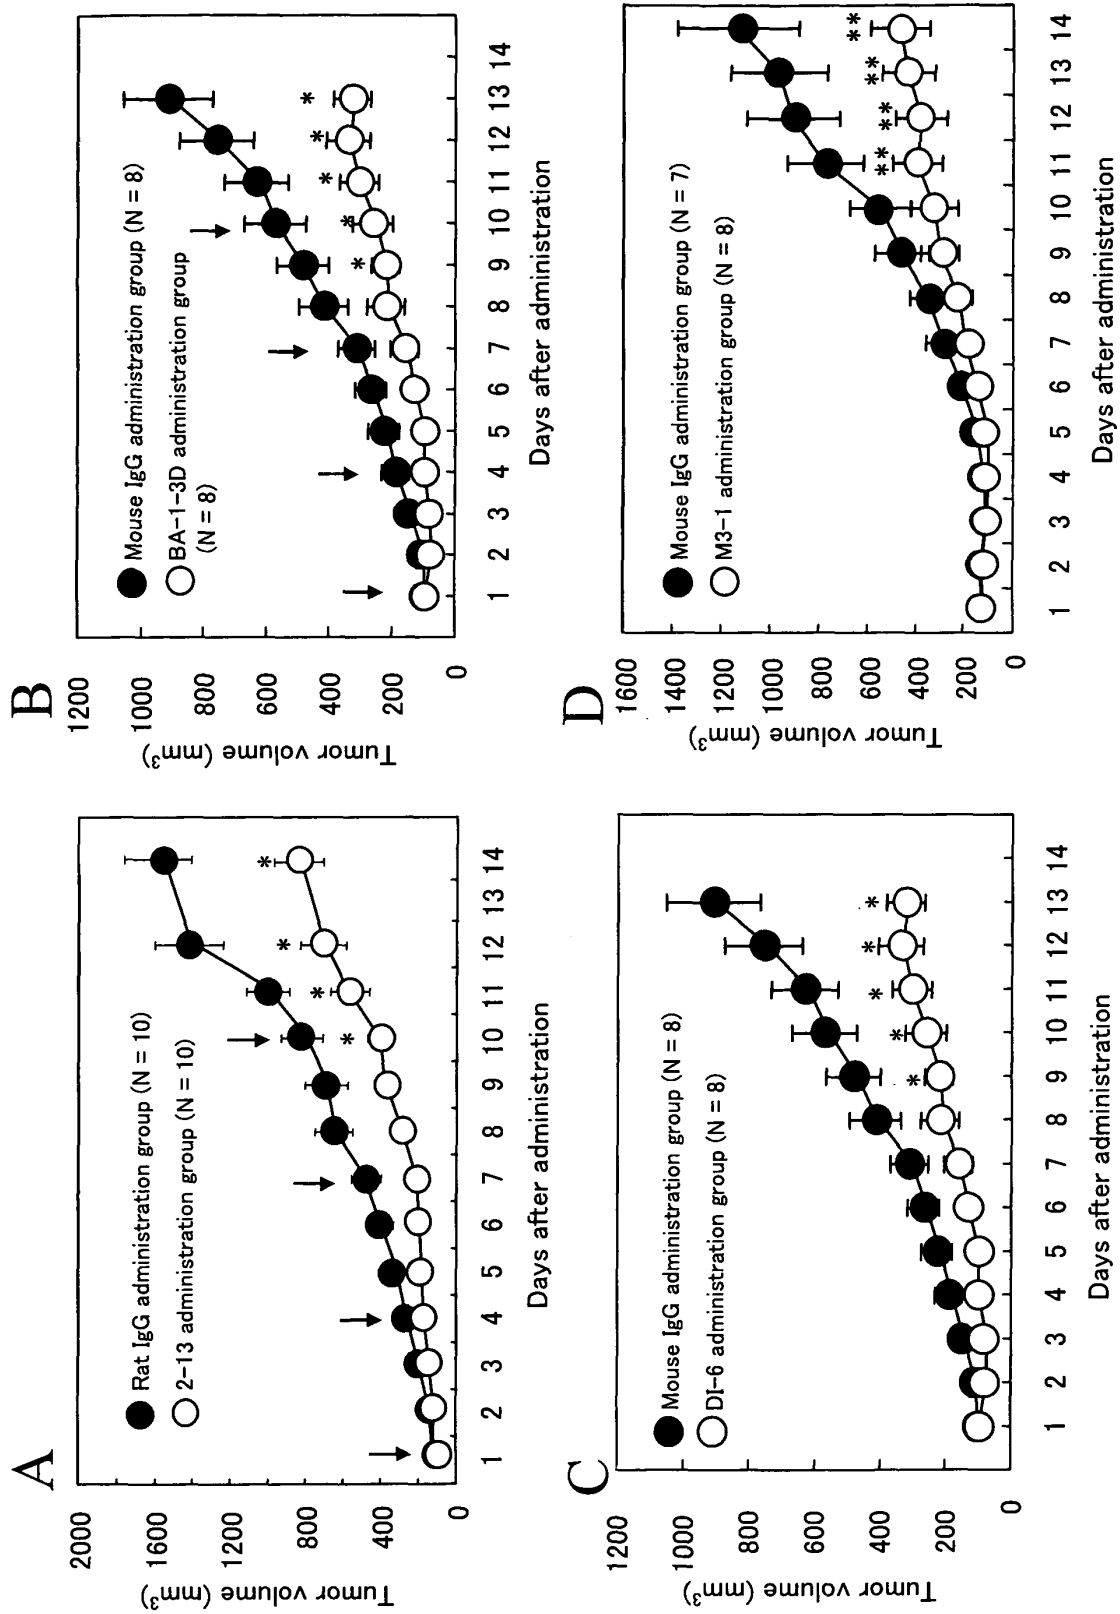 A
Tumor volume (mm³)
2000
1600
1200
800
400
0
Rat IgG administration group (N = 10)
2-13 administration group (N = 10)
* * * *
1 2 3 4 5 6 7 8 9 10 11 12 13 14
Days after administration
B
Tumor volume (mm³)
1200
1000
800
600
400
200
0
Mouse IgG administration group (N = 8)
BA-1-3D administration group
(N = 8)
* * * * *
1 2 3 4 5 6 7 8 9 10 11 12 13 14
Days after administration
C
Tumor volume (mm³)
1200
1000
800
600
400
200
0
Mouse IgG administration group (N = 8)
DI-6 administration group (N = 8)
* * * * *
1 2 3 4 5 6 7 8 9 10 11 12 13 14
Days after administration
D
Tumor volume (mm³)
1600
1400
1200
1000
800
600
400
200
0
Mouse IgG administration group (N = 7)
M3-1 administration group (N = 8)
** ** ** **
1 2 3 4 5 6 7 8 9 10 11 12 13 14
Days after administration